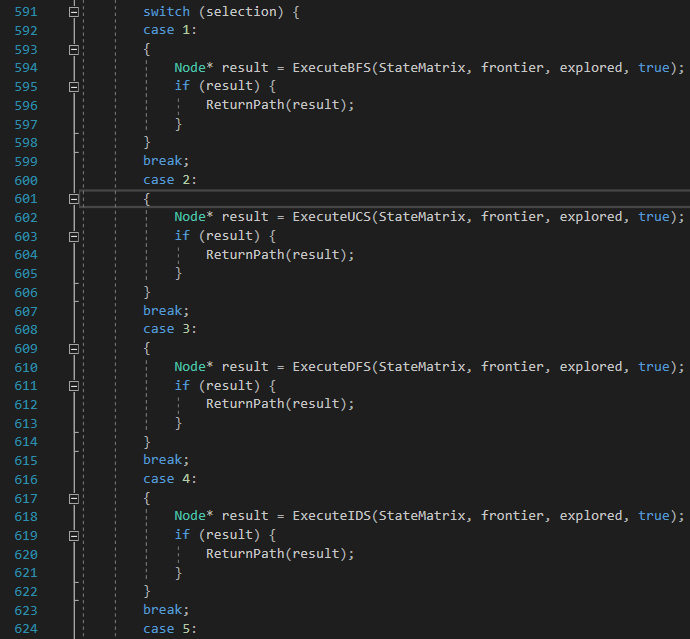 591 switch (selection) {
592 case 1:
593 {
594 Node* result = ExecuteBFS(StateMatrix, frontier, explored, true);
595 if (result) {
596 ReturnPath(result);
597 }
598 }
599 break;
600 case 2:
601 {
602 Node* result = ExecuteUCS(StateMatrix, frontier, explored, true);
603 if (result) {
604 ReturnPath(result);
605 }
606 }
607 break;
608 case 3:
609 {
610 Node* result = ExecuteDFS(StateMatrix, frontier, explored, true);
611 if (result) {
612 ReturnPath(result);
613 }
614 }
615 break;
616 case 4:
617 {
618 Node* result = ExecuteIDS(StateMatrix, frontier, explored, true);
619 if (result) {
620 ReturnPath(result);
621 }
622 }
623 break;
624 case 5: